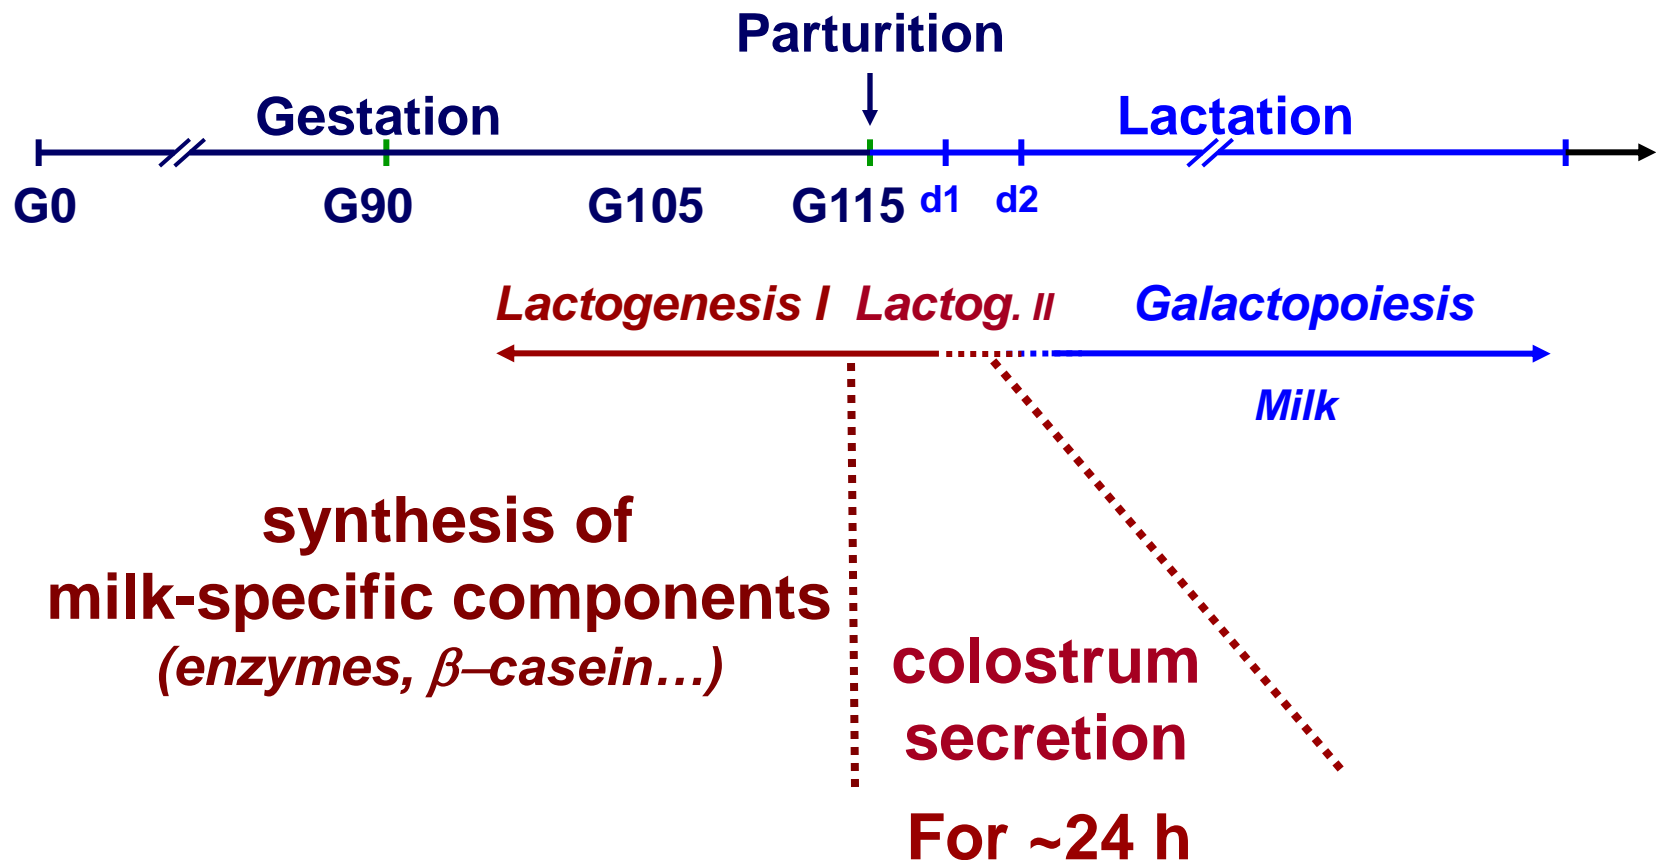 Parturition
Gestation
Lactation
G0
G90
G105
G115
d1
d2
Lactogenesis I
Lactog. II
Galactopoiesis
Milk
synthesis of
milk-specific components
(enzymes, β–casein…)
colostrum
secretion
For ~24 h